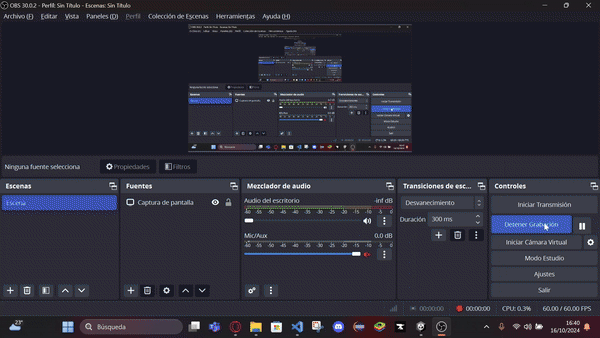 OBS 30.0.2 - Perfil: Sin Título - Escenas: Sin Título
Archivo (F) Editar Vista Paneles (D) Perfil Colección de Escenas Herramientas Ayuda (H)
Ninguna fuente selecciona Propiedades Filtros
Escenas Fuentes Mezclador de audio Transiciones de esc... Controles
Escena
Captura de pantalla
Audio del escritorio -inf dB
-60 -55 -50 -45 -40 -35 -30 -25 -20 -15 -10 -5 0
Mic/Aux 0.0 dB
-60 -55 -50 -45 -40 -35 -30 -25 -20 -15 -10 -5 0
Desvanecimiento
Duración 300 ms
Iniciar Transmisión
Detener Grabación
Iniciar Cámara Virtual
Modo Estudio
Ajustes
Salir
00:00:00 00:00:00 CPU: 0.3% 60.00 / 60.00 FPS
23°
Búsqueda
16:40
16/10/2024